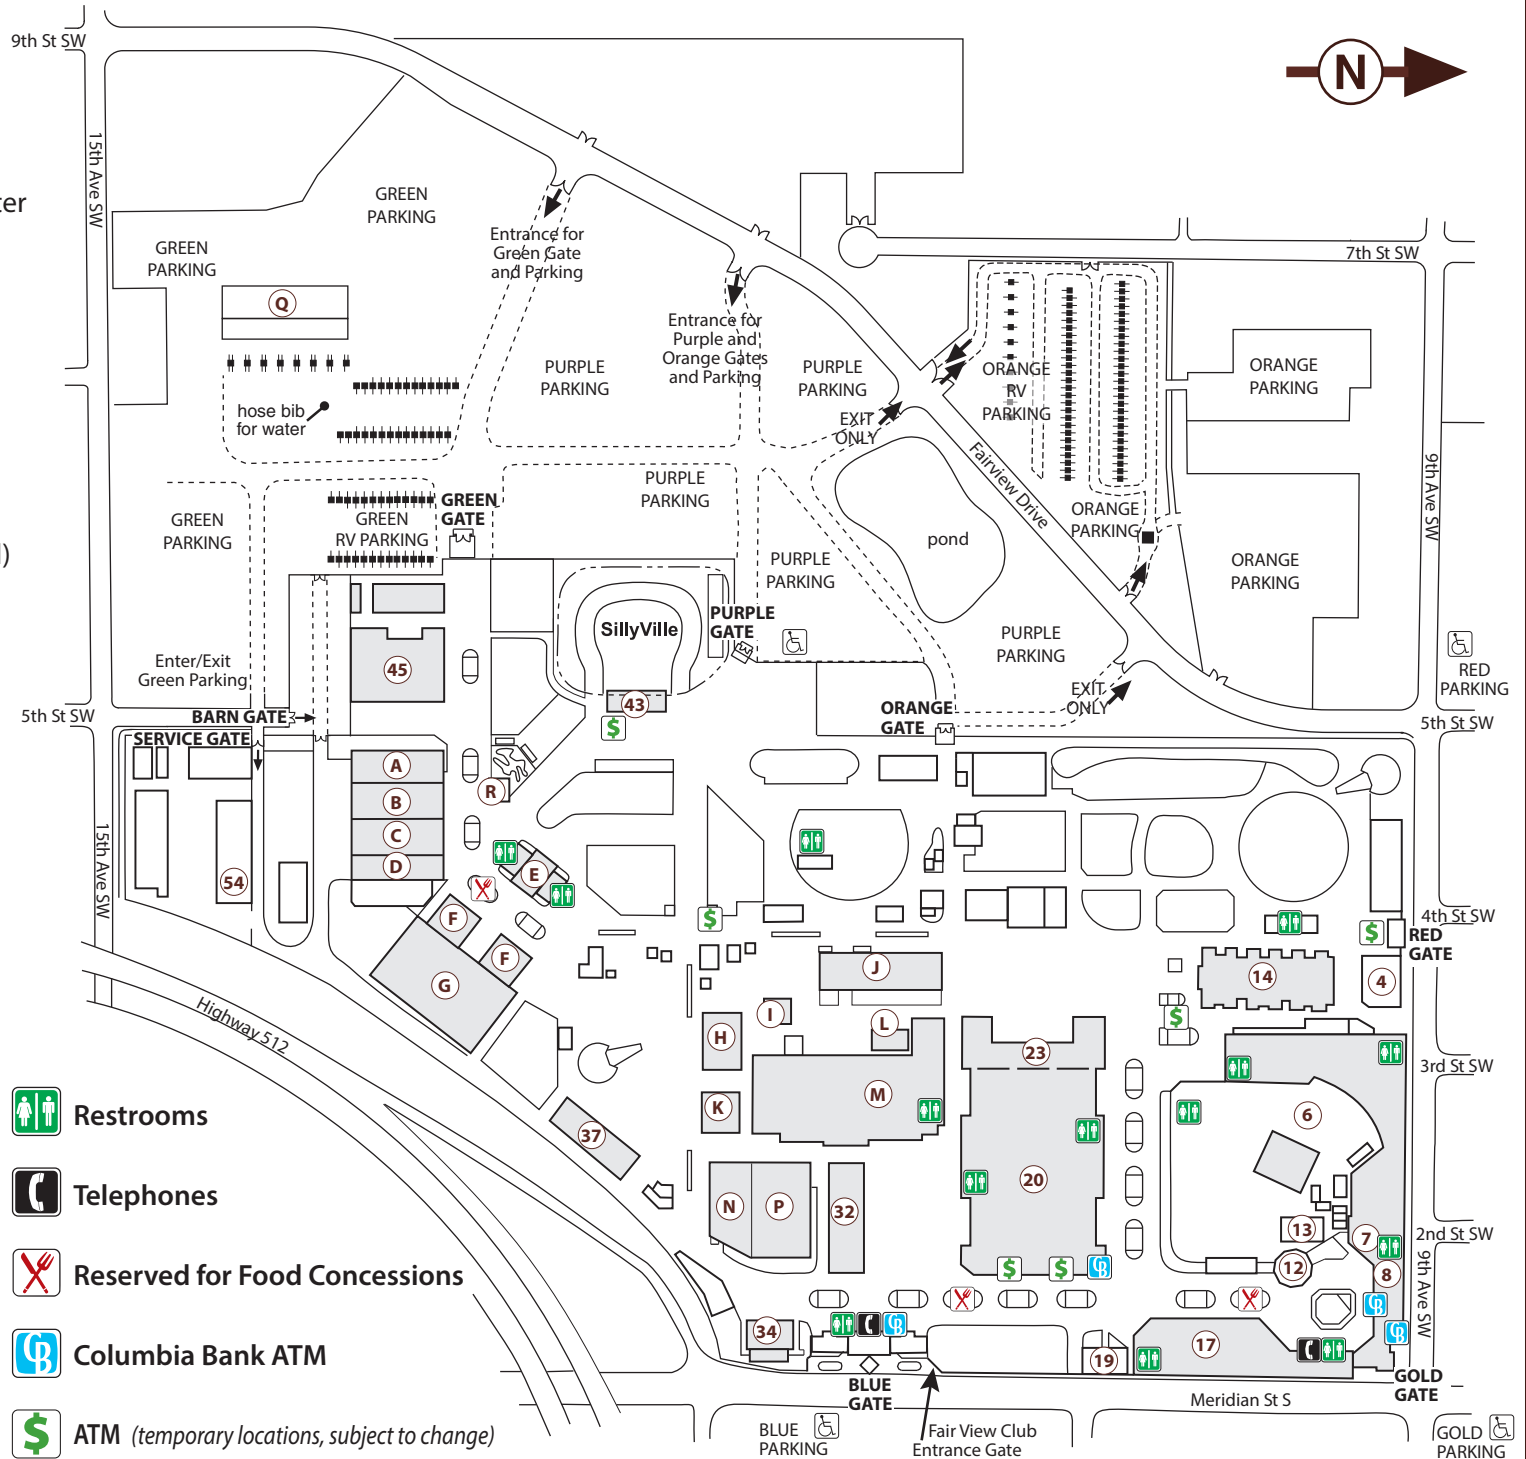 9th St SW
N
15th Ave SW
ter
GREEN
PARKING
GREEN
PARKING
Entrance for
Green Gate
and Parking
7th St SW
Q
Entrance for
Purple and
Orange Gates
and Parking
PURPLE
PARKING
PURPLE
PARKING
ORANGE
RV
PARKING
ORANGE
PARKING
hose bib
for water
EXIT
ONLY
Fairview Drive
9th Ave SW
PURPLE
PARKING
GREEN
GATE
GREEN
PARKING
GREEN
RV PARKING
ORANGE
PARKING
pond
l)
PURPLE
PARKING
ORANGE
PARKING
SillyVille
PURPLE
GATE
PURPLE
PARKING
Enter/Exit
Green Parking
45
RED
PARKING
43
EXIT
ONLY
5th St SW
BARN GATE
SERVICE GATE
ORANGE
GATE
5th St SW
$
A
R
B
C
D
E
15th Ave SW
54
F
F
G
$
4th St SW
$
RED
GATE
J
14
4
I
L
$
H
23
Highway 512
3rd St SW
M
K
6
37
Restrooms
20
N
P
32
13
7
2nd St SW
Telephones
12
8
$
$
CB
9th Ave SW
Reserved for Food Concessions
CB
CB
34
CB
17
19
CB
Columbia Bank ATM
BLUE
GATE
GOLD
GATE
Meridian St S
BLUE
PARKING
Fair View Club
Entrance Gate
GOLD
PARKING
$
ATM (temporary locations, subject to change)